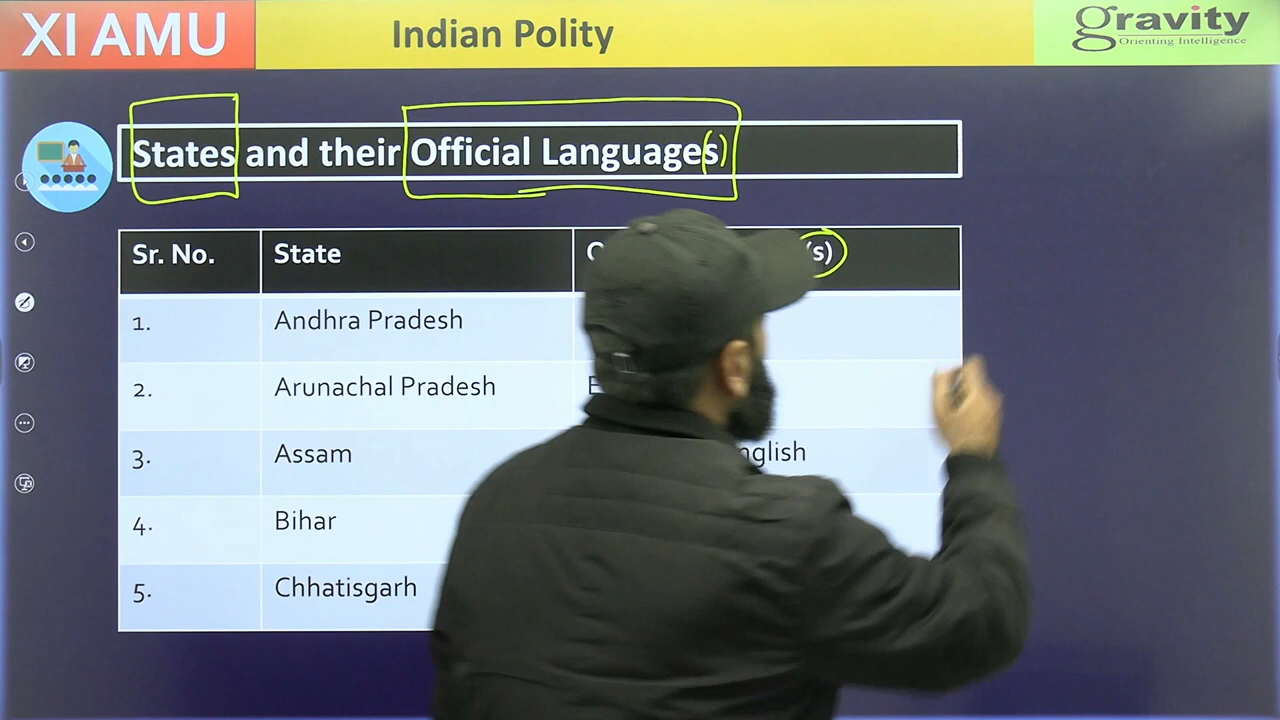 XI AMU
Indian Polity
gravity
Orienting Intelligence
States and their Official Languages
Sr. No. State (s)
1. Andhra Pradesh
2. Arunachal Pradesh
3. Assam nglish
4. Bihar
5. Chhatisgarh